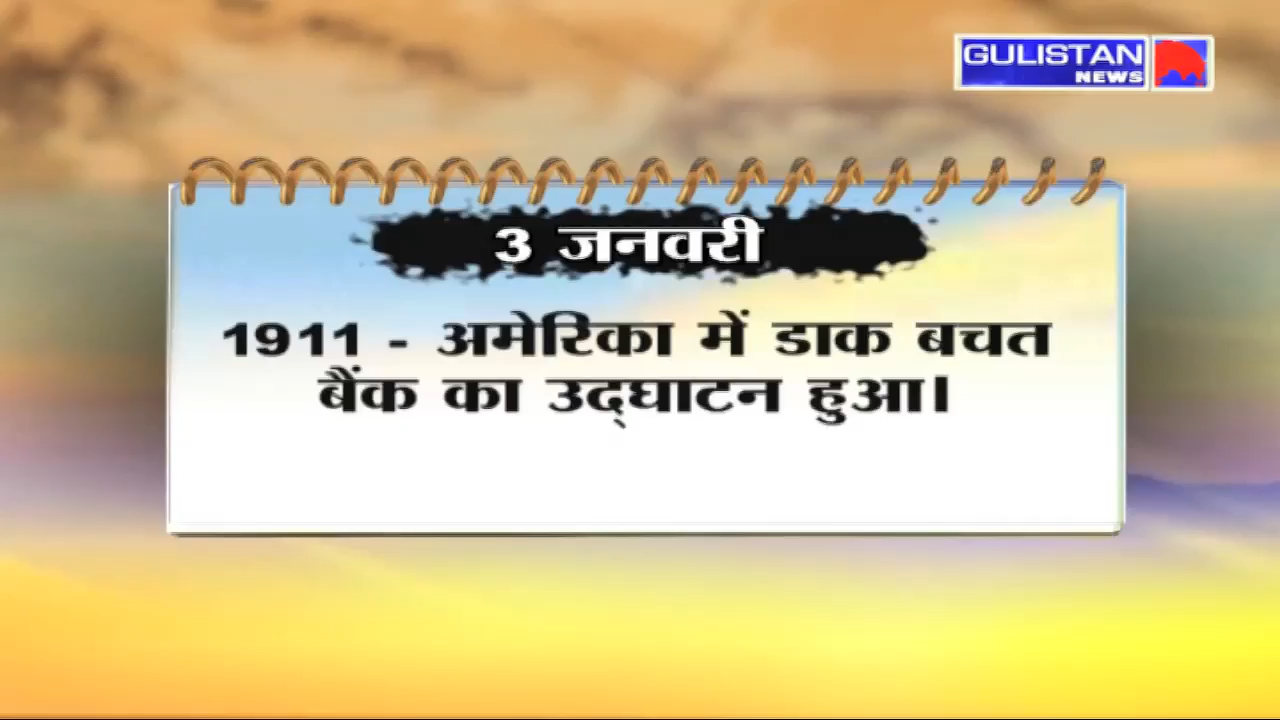 GULISTAN
NEWS
3 जनवरी
1911 - अमेरिका में डाक बचत
बैंक का उद्‌घाटन हुआ।